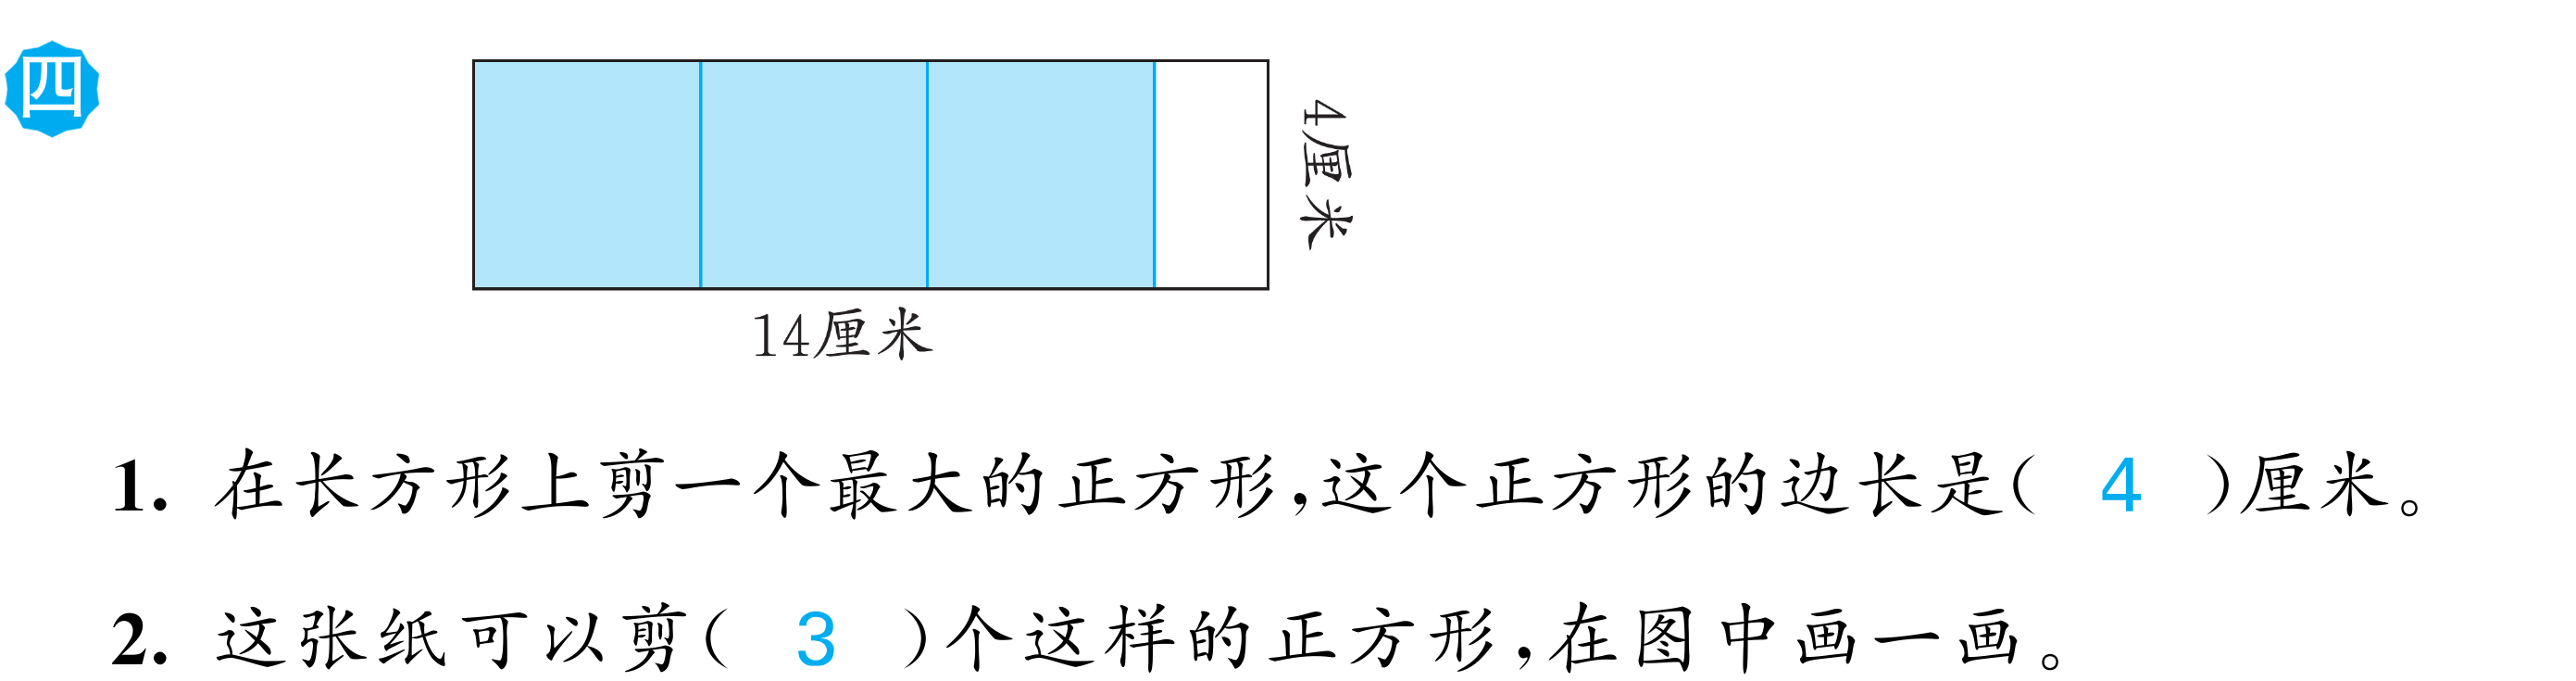 四
4厘米
14厘米
1. 在长方形上剪一个最大的正方形,这个正方形的边长是( 4 )厘米。
2. 这张纸可以剪( 3 )个这样的正方形,在图中画一画。